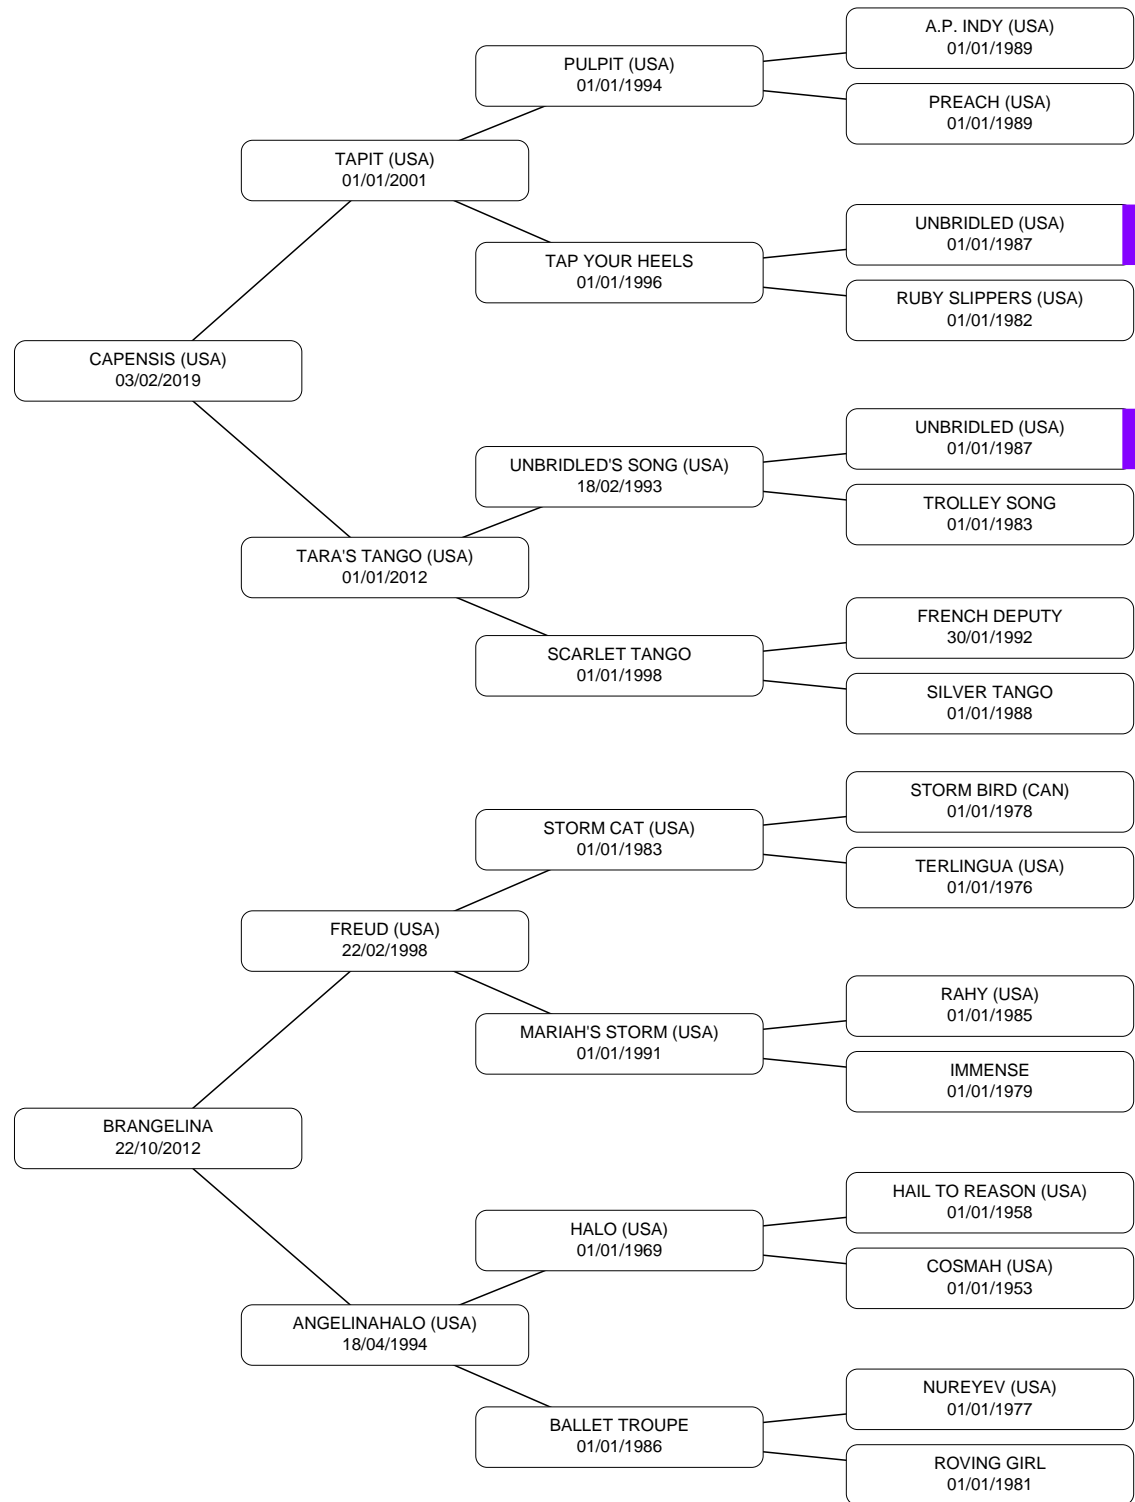 A.P. INDY (USA)
01/01/1989
PULPIT (USA)
01/01/1994
PREACH (USA)
01/01/1989
TAPIT (USA)
01/01/2001
UNBRIDLED (USA)
01/01/1987
TAP YOUR HEELS
01/01/1996
RUBY SLIPPERS (USA)
01/01/1982
CAPENSIS (USA)
03/02/2019
UNBRIDLED (USA)
01/01/1987
UNBRIDLED'S SONG (USA)
18/02/1993
TROLLEY SONG
01/01/1983
TARA'S TANGO (USA)
01/01/2012
FRENCH DEPUTY
30/01/1992
SCARLET TANGO
01/01/1998
SILVER TANGO
01/01/1988
STORM BIRD (CAN)
01/01/1978
STORM CAT (USA)
01/01/1983
TERLINGUA (USA)
01/01/1976
FREUD (USA)
22/02/1998
RAHY (USA)
01/01/1985
MARIAH'S STORM (USA)
01/01/1991
IMMENSE
01/01/1979
BRANGELINA
22/10/2012
HAIL TO REASON (USA)
01/01/1958
HALO (USA)
01/01/1969
COSMAH (USA)
01/01/1953
ANGELINAHALO (USA)
18/04/1994
NUREYEV (USA)
01/01/1977
BALLET TROUPE
01/01/1986
ROVING GIRL
01/01/1981